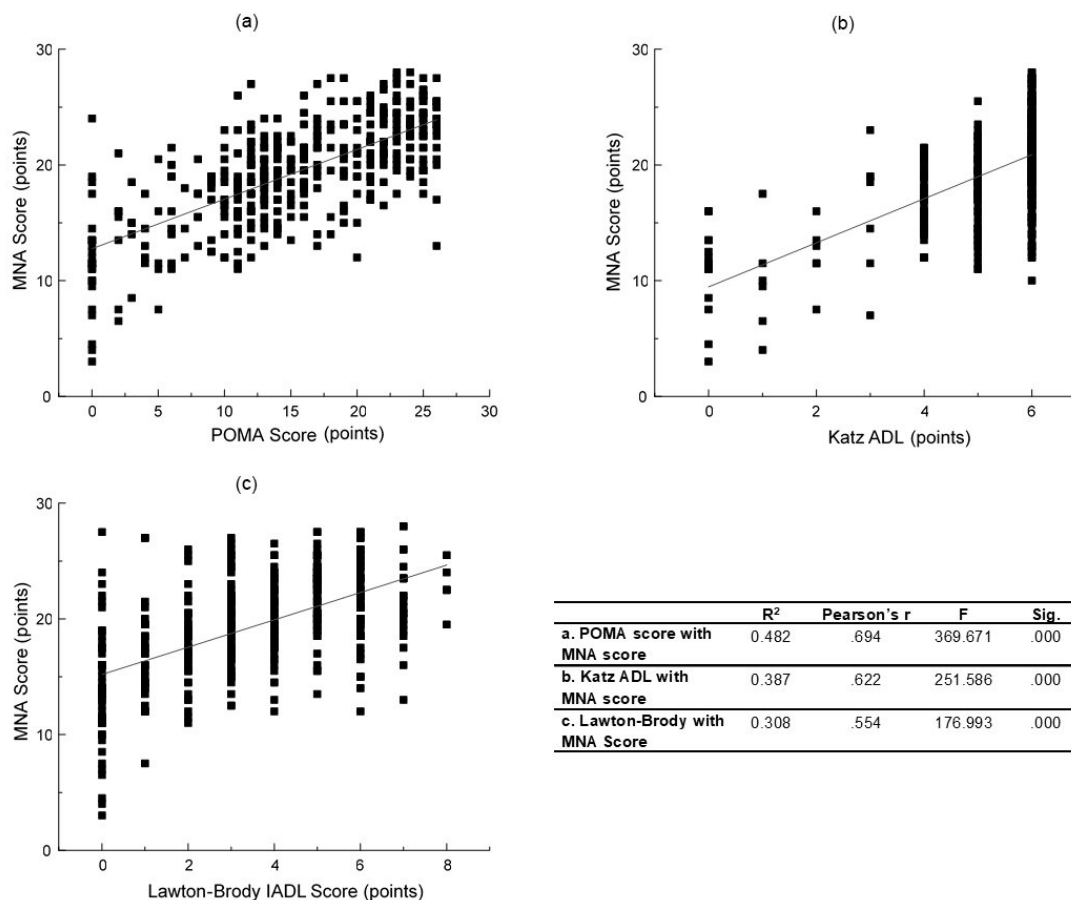 (a)
30
20
10
0
MNA Score (points)
0 5 10 15 20 25 30
POMA Score (points)
(b)
30
20
10
0
MNA Score (points)
0 2 4 6
Katz ADL (points)
(c)
30
20
10
0
MNA Score (points)
0 2 4 6 8
Lawton-Brody IADL Score (points)
R² Pearson's r F Sig.
a. POMA score with 0.482 .694 369.671 .000
MNA score
b. Katz ADL with 0.387 .622 251.586 .000
MNA score
c. Lawton-Brody with 0.308 .554 176.993 .000
MNA Score